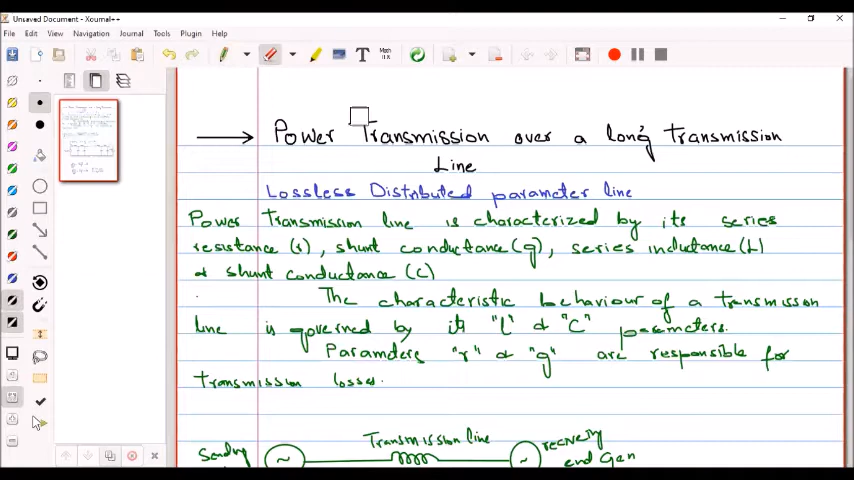 Unsaved Document - Xournal++
File Edit View Navigation Journal Tools Plugin Help
Power Transmission over a long Transmission
Line
Lossless Distributed parameter line
Power Transmission line is characterized by its series
resistance (r), shunt conductance (g), series inductance (L)
& shunt conductance (C)
The characteristic behaviour of a transmission
line is governed by its "l" & "C" parameters.
Parameters "r" & "g" are responsible for
transmission losses.
Transmission line
Sending
receiving
end Gen